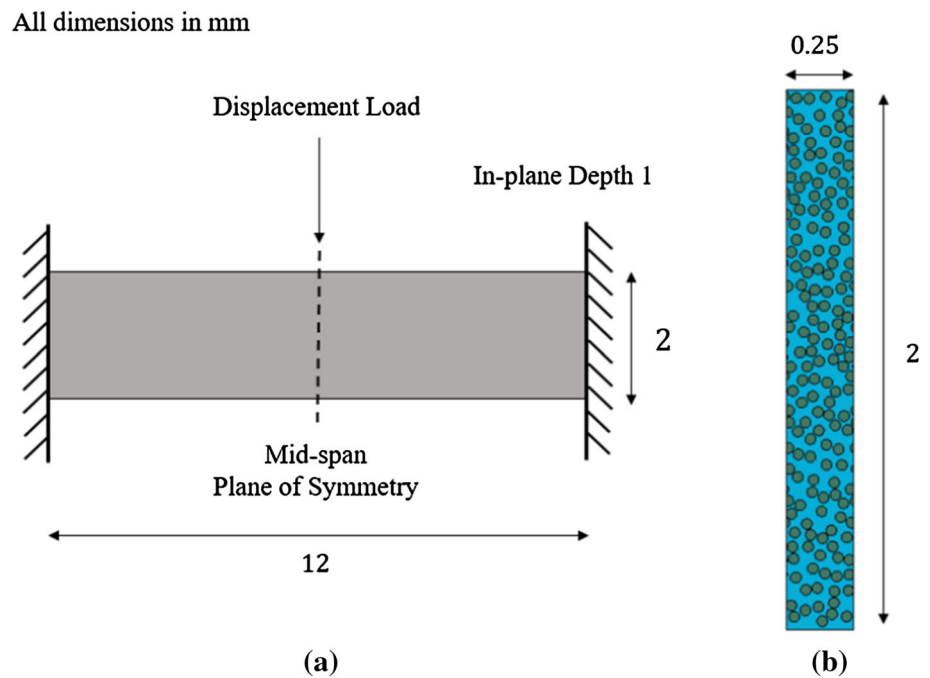 All dimensions in mm
0.25
Displacement Load
In-plane Depth 1
2
2
Mid-span
Plane of Symmetry
12
(a)
(b)